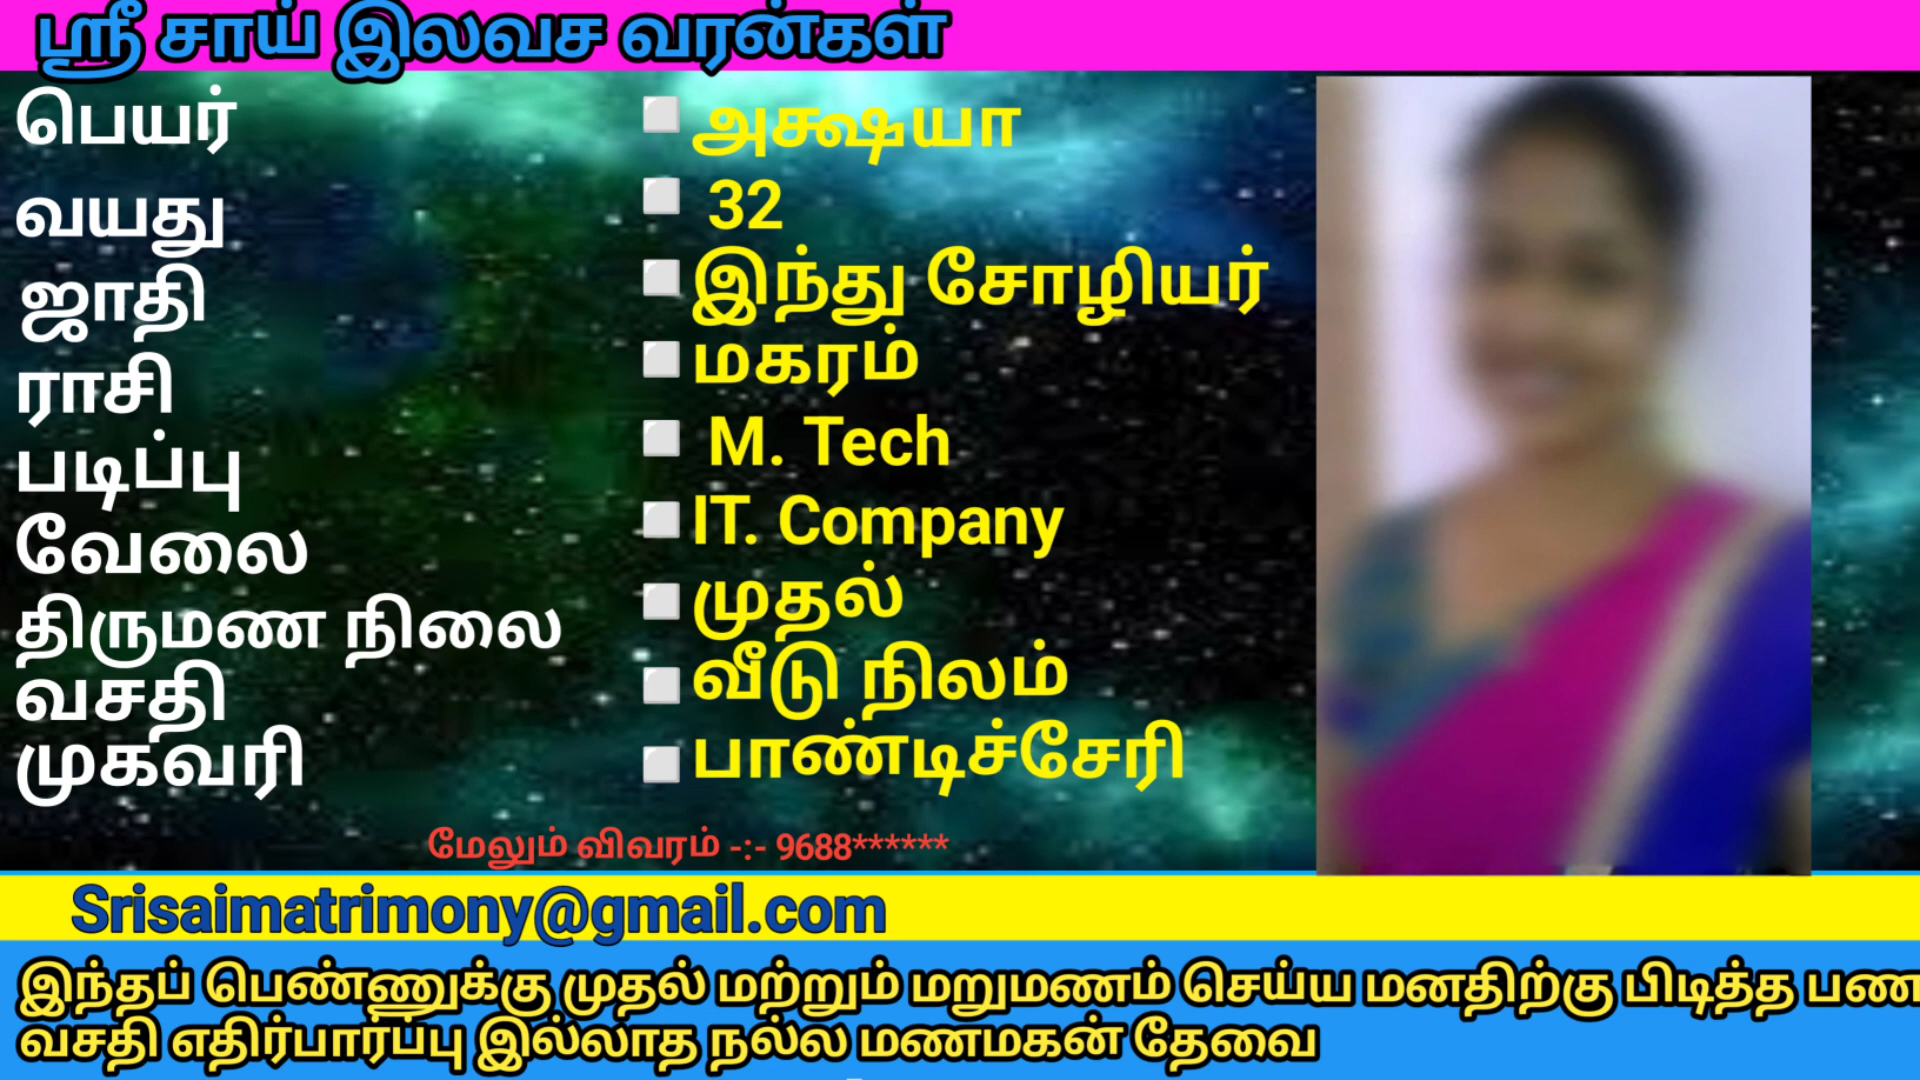 ஸ்ரீ சாய் இலவச வரன்கள்
பெயர் அக்ஷயா
வயது 32
ஜாதி இந்து சோழியர்
ராசி மகரம்
படிப்பு M. Tech
வேலை IT. Company
திருமண நிலை முதல்
வசதி வீடு நிலம்
முகவரி பாண்டிச்சேரி
மேலும் விவரம் -:- 9688******
Srisaimatrimony@gmail.com
இந்தப் பெண்ணுக்கு முதல் மற்றும் மறுமணம் செய்ய மனதிற்கு பிடித்த பண
வசதி எதிர்பார்ப்பு இல்லாத நல்ல மணமகன் தேவை